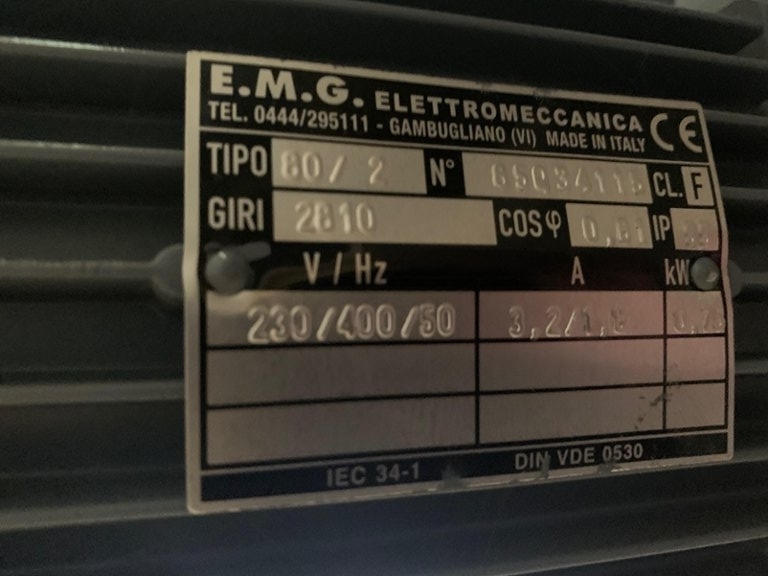 E.M.G. ELETTROMECCANICA
TEL. 0444/295111 - GAMBUGLIANO (VI) MADE IN ITALY CE
TIPO 80/ 2 N° CL. F
GIRI 2810 COSφ IP
V / Hz A kW
230/400/50
IEC 34-1 DIN VDE 0530